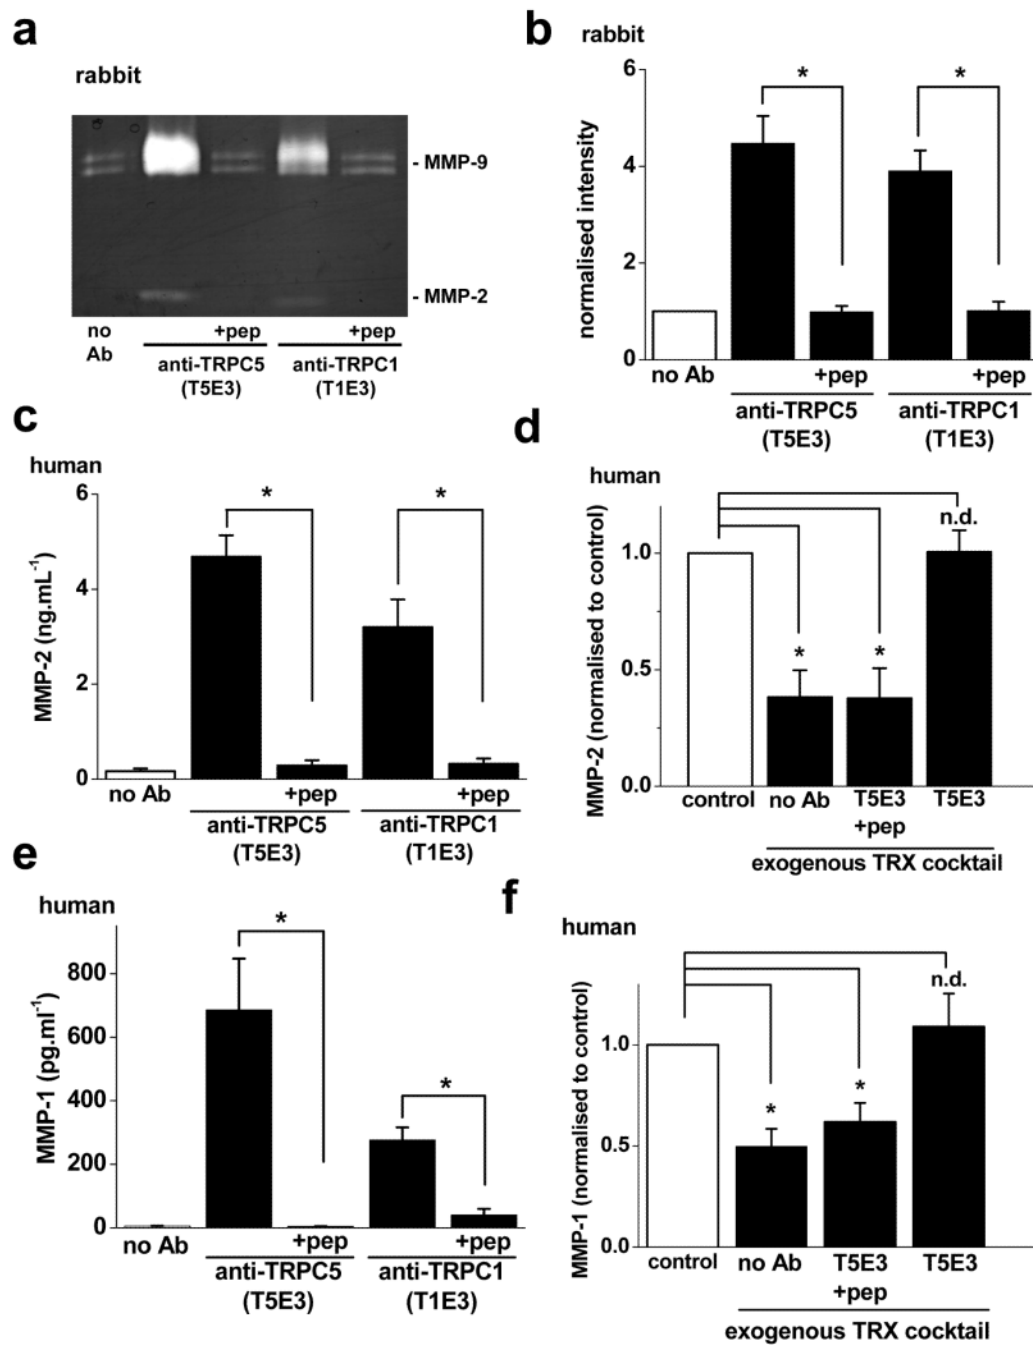 a
rabbit
- MMP-9
- MMP-2
no
Ab
+pep
+pep
anti-TRPC5
(T5E3)
anti-TRPC1
(T1E3)
b
rabbit
normalised intensity
6
4
2
0
*
*
no Ab
+pep
+pep
anti-TRPC5
(T5E3)
anti-TRPC1
(T1E3)
c
human
MMP-2 (ng.mL⁻¹)
6
4
2
0
*
*
no Ab
+pep
+pep
anti-TRPC5
(T5E3)
anti-TRPC1
(T1E3)
d
human
MMP-2 (normalised to control)
1.0
0.5
0.0
*
*
n.d.
control
no Ab
T5E3
+pep
T5E3
exogenous TRX cocktail
e
human
MMP-1 (pg.ml⁻¹)
800
600
400
200
0
*
*
no Ab
+pep
+pep
anti-TRPC5
(T5E3)
anti-TRPC1
(T1E3)
f
human
MMP-1 (normalised to control)
1.0
0.5
0.0
*
*
n.d.
control
no Ab
T5E3
+pep
T5E3
exogenous TRX cocktail